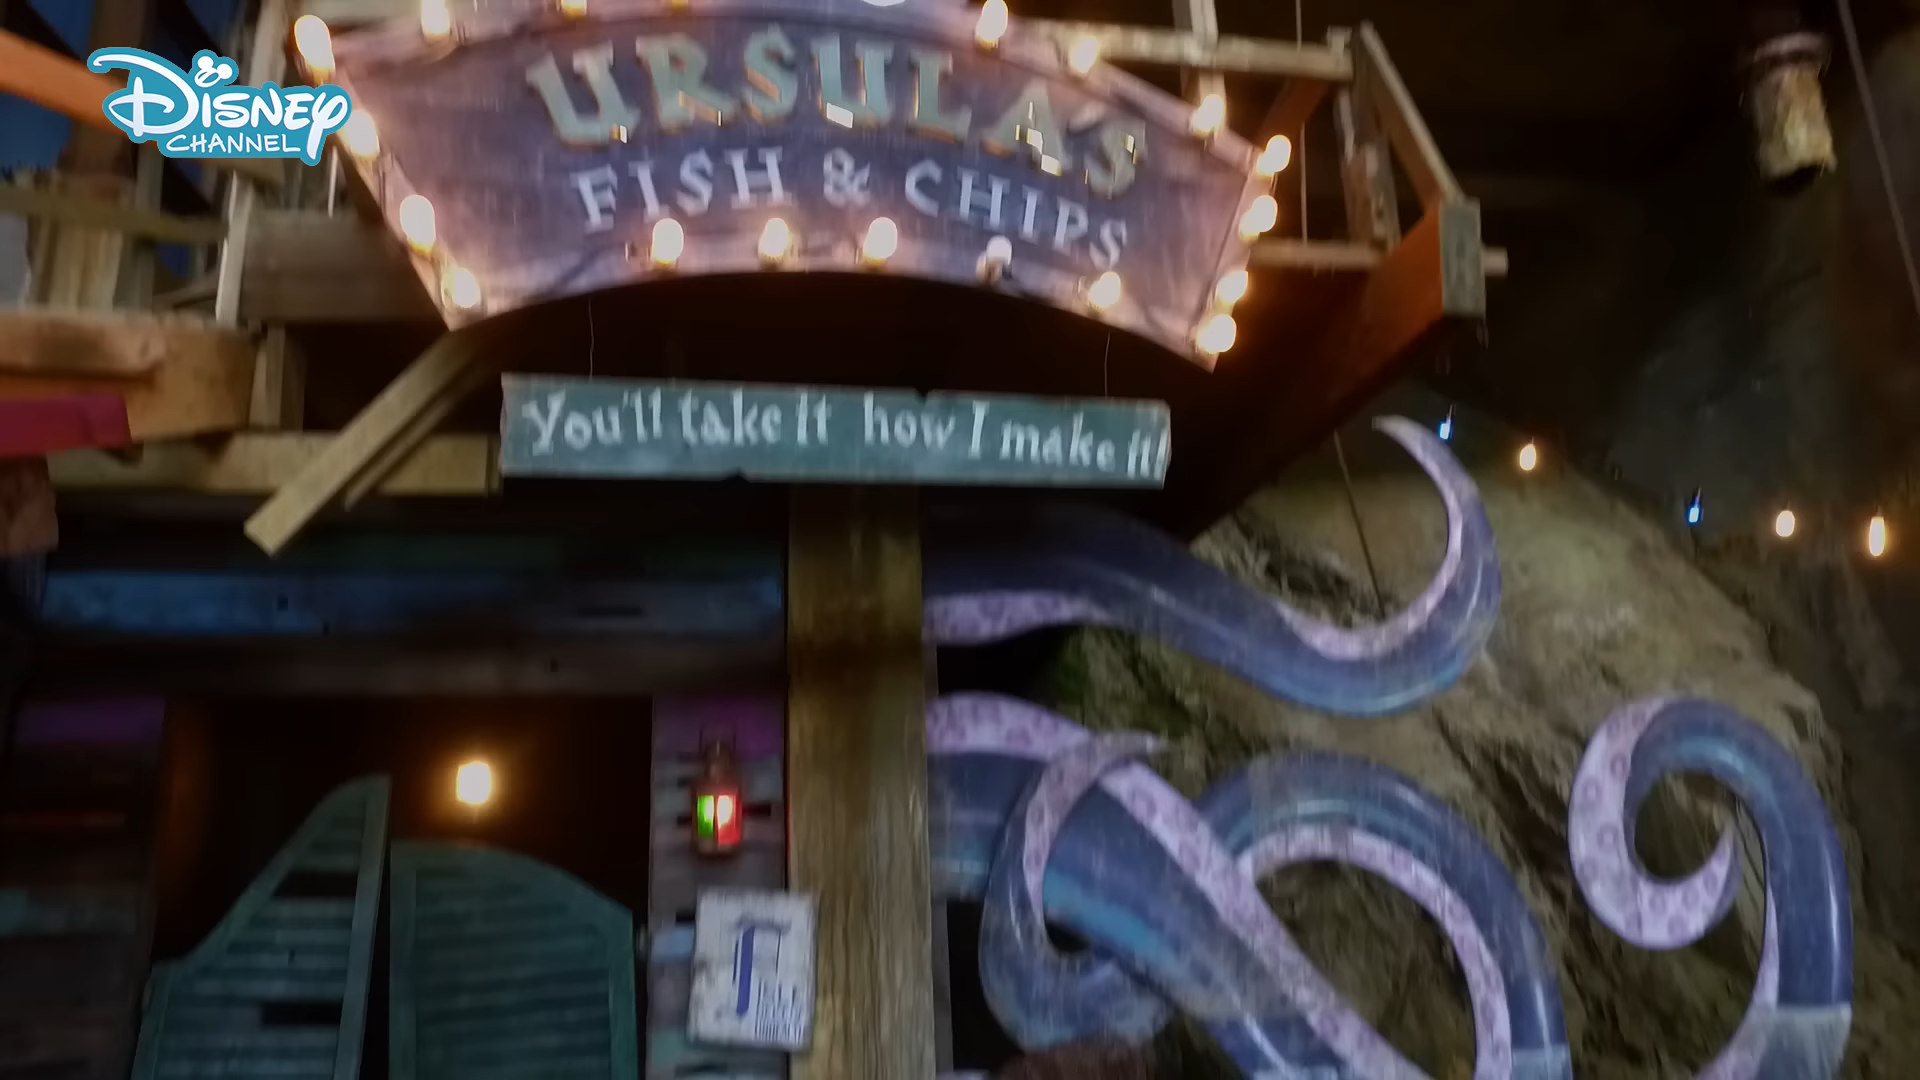 DISNEY
CHANNEL
URSULA'S
FISH & CHIPS
You'll take it how I make it!